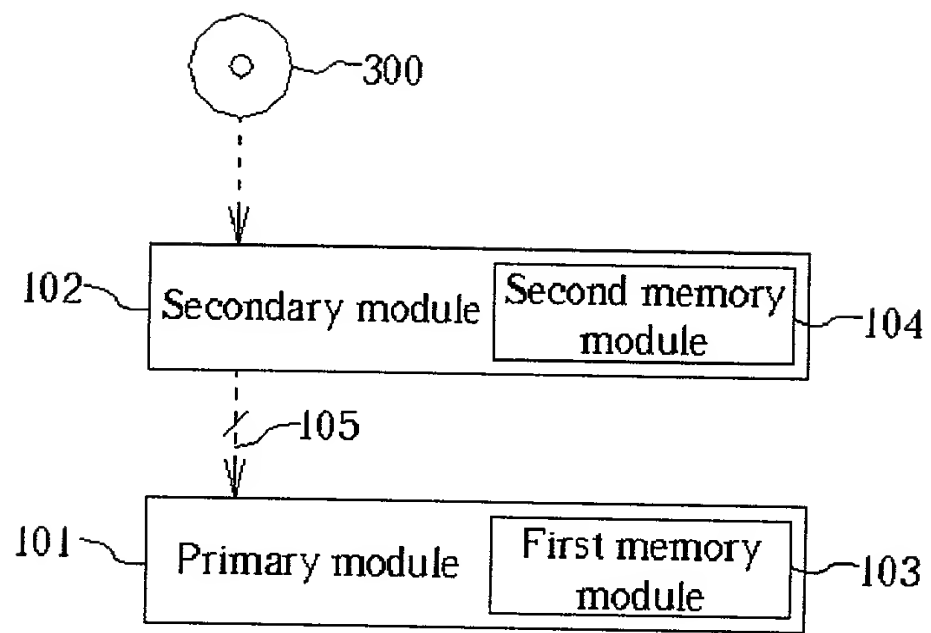 300
102
Secondary module
Second memory
module
104
105
101
Primary module
First memory
module
103